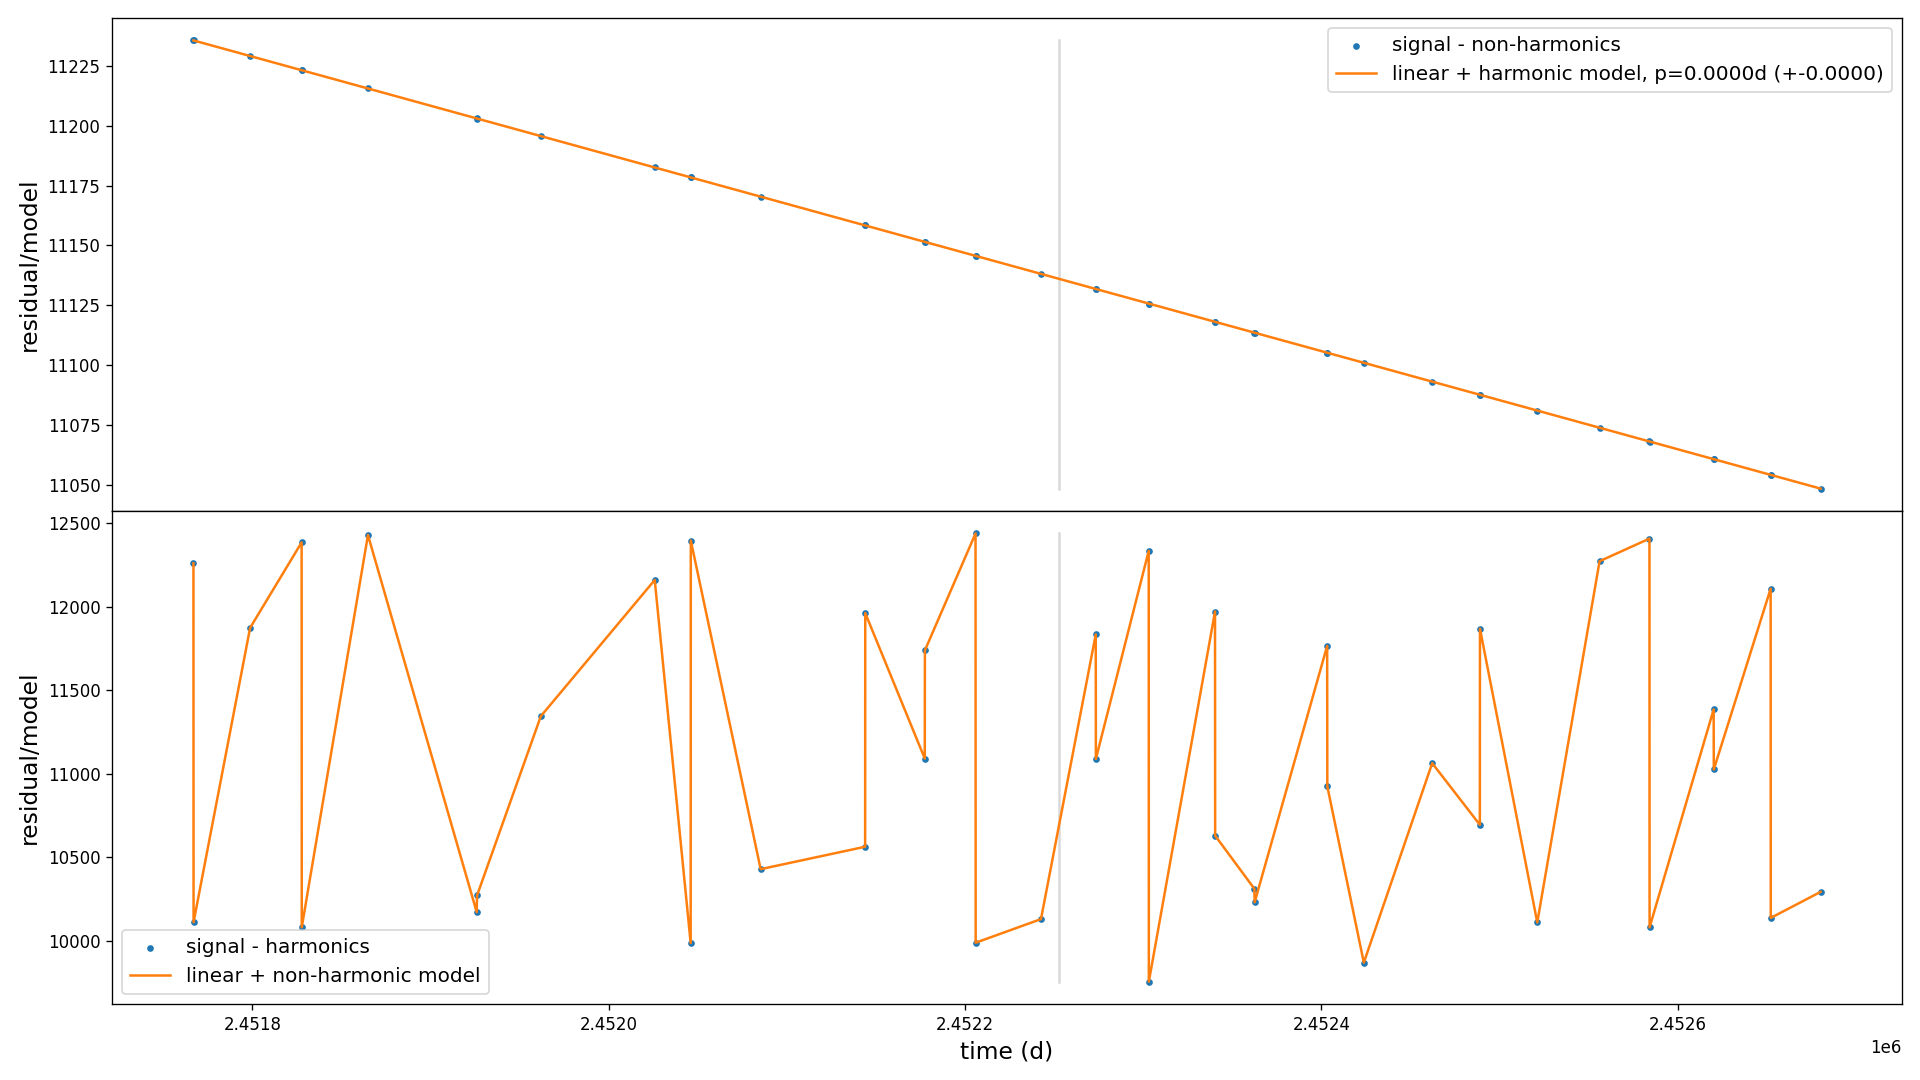 signal - non-harmonics
linear + harmonic model, p=0.0000d (+-0.0000)
residual/model
11225
11200
11175
11150
11125
11100
11075
11050
12500
12000
11500
11000
10500
10000
residual/model
signal - harmonics
linear + non-harmonic model
2.4518
2.4520
2.4522
2.4524
2.4526
1e6
time (d)